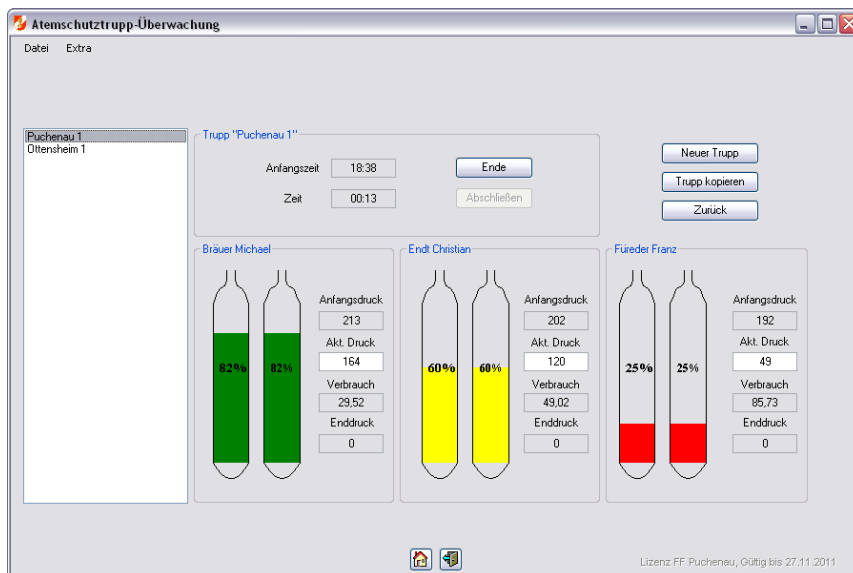 Atemschutztrupp-Überwachung
Datei Extra
Puchenau 1
Ottensheim 1
Trupp "Puchenau 1"
Anfangszeit 18:38 Ende
Zeit 00:13 Abschließen
Neuer Trupp
Trupp kopieren
Zurück
Bräuer Michael
Anfangsdruck
213
Akt. Druck
164
82% 82%
Verbrauch
29,52
Enddruck
0
Endt Christian
Anfangsdruck
202
Akt. Druck
120
60% 60%
Verbrauch
49,02
Enddruck
0
Füreder Franz
Anfangsdruck
192
Akt. Druck
49
25% 25%
Verbrauch
85,73
Enddruck
0
Lizenz FF Puchenau, Gültig bis 27.11.2011